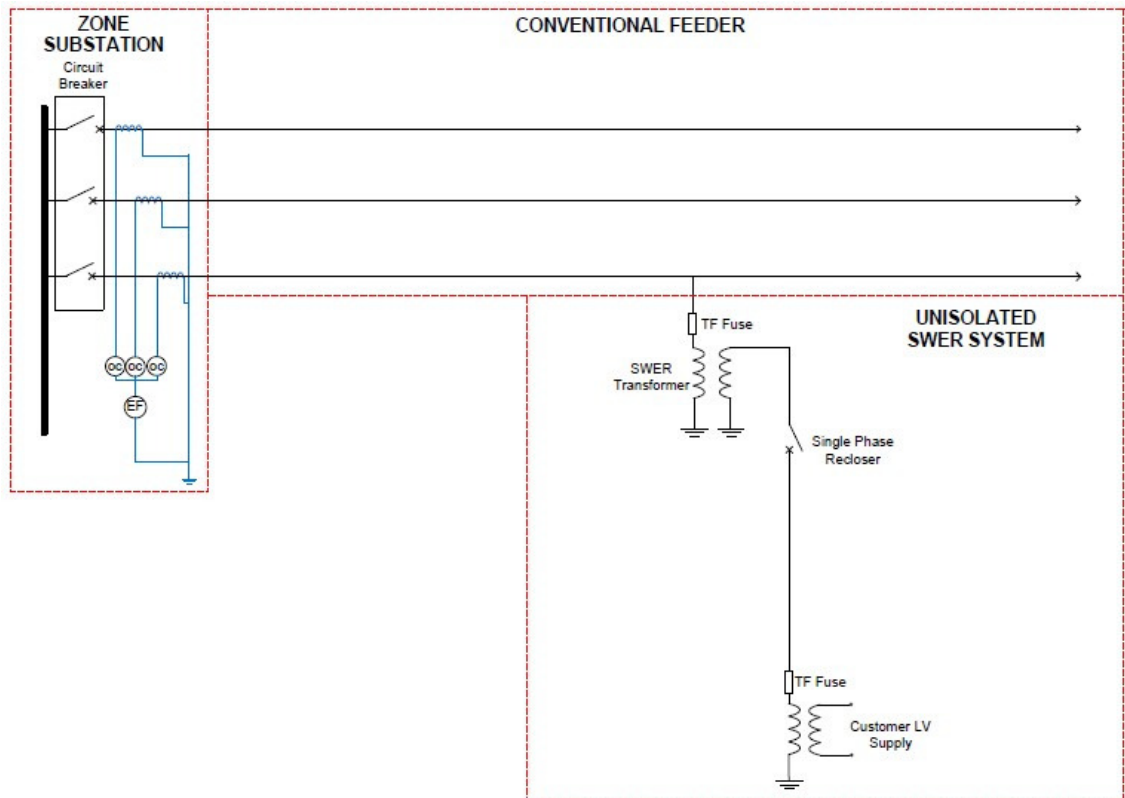 ZONE
SUBSTATION
CONVENTIONAL FEEDER
Circuit
Breaker
OC OC OC
EF
UNISOLATED
SWER SYSTEM
TF Fuse
SWER
Transformer
Single Phase
Recloser
TF Fuse
Customer LV
Supply